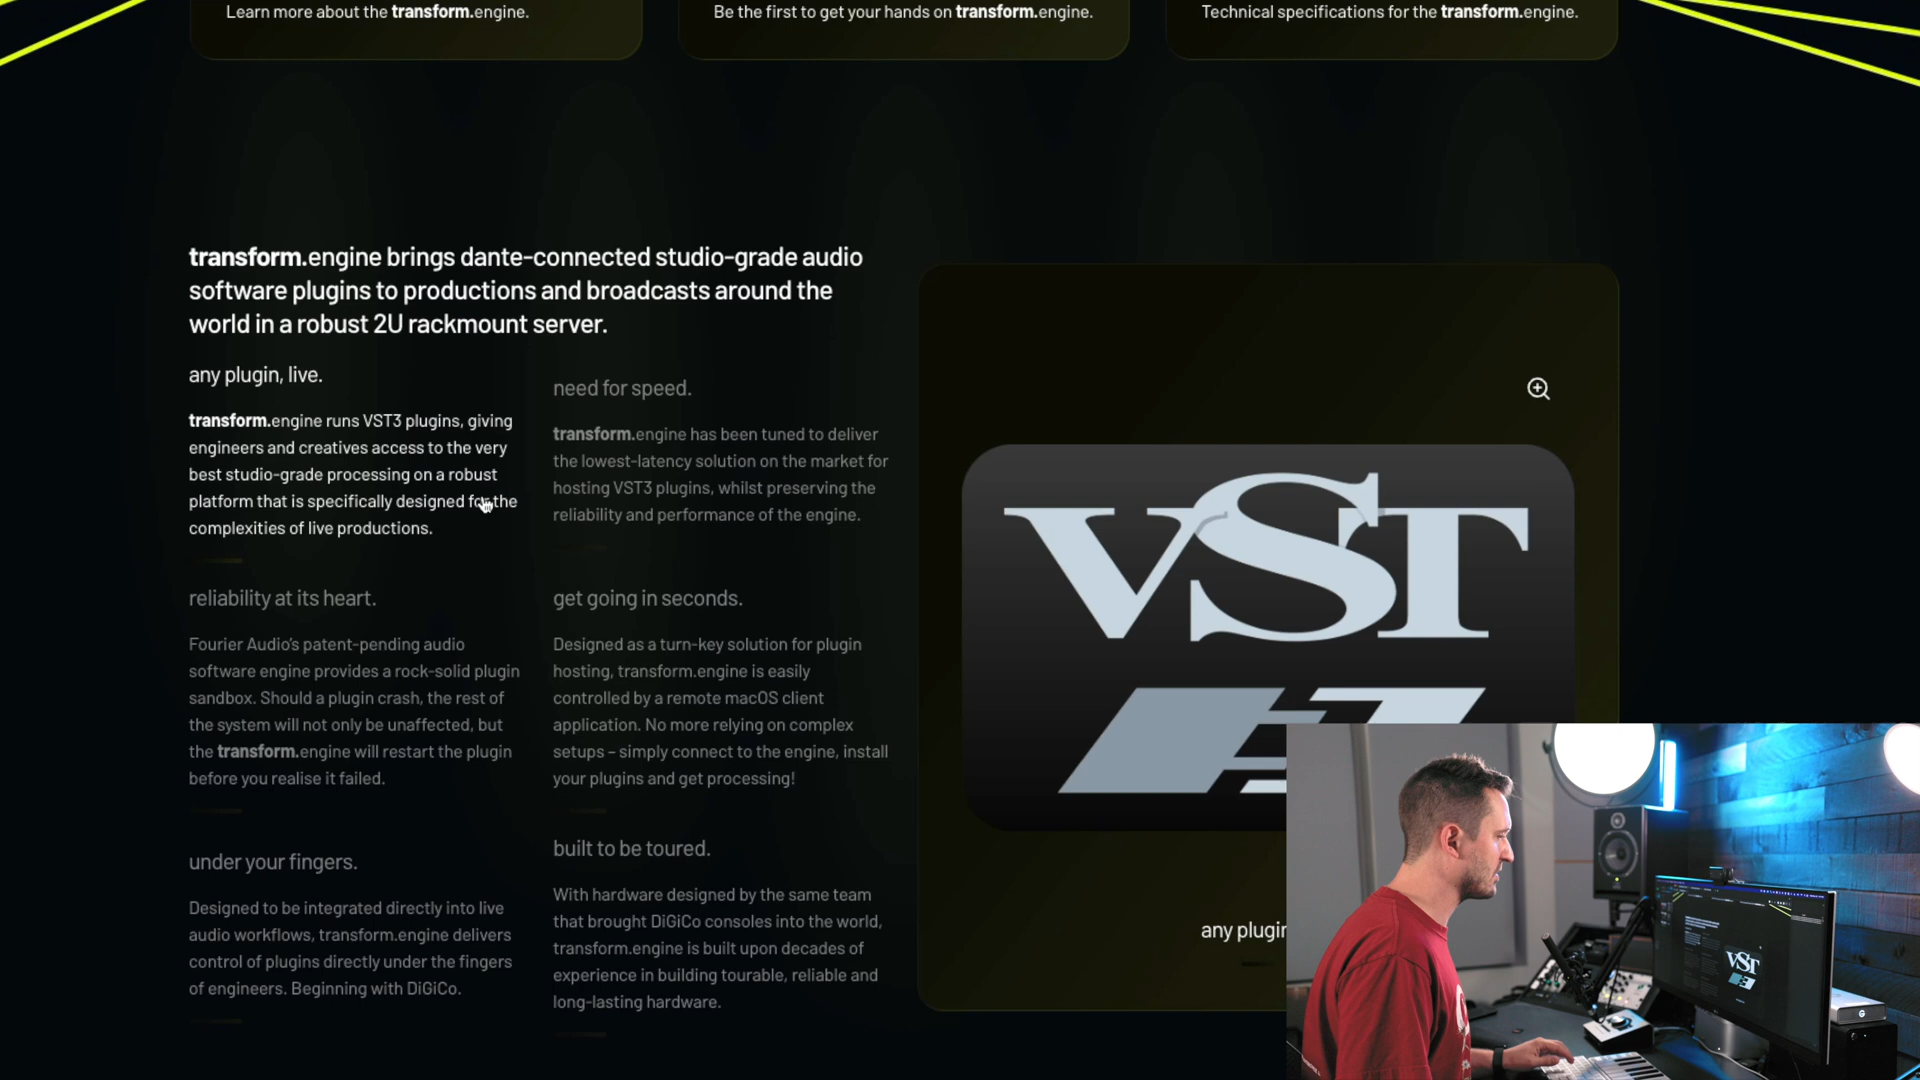 Learn more about the transform.engine.
Be the first to get your hands on transform.engine.
Technical specifications for the transform.engine.
transform.engine brings dante-connected studio-grade audio
software plugins to productions and broadcasts around the
world in a robust 2U rackmount server.
any plugin, live.
transform.engine runs VST3 plugins, giving
engineers and creatives access to the very
best studio-grade processing on a robust
platform that is specifically designed for the
complexities of live productions.
need for speed.
transform.engine has been tuned to deliver
the lowest-latency solution on the market for
hosting VST3 plugins, whilst preserving the
reliability and performance of the engine.
reliability at its heart.
Fourier Audio's patent-pending audio
software engine provides a rock-solid plugin
sandbox. Should a plugin crash, the rest of
the system will not only be unaffected, but
the transform.engine will restart the plugin
before you realise it failed.
get going in seconds.
Designed as a turn-key solution for plugin
hosting, transform.engine is easily
controlled by a remote macOS client
application. No more relying on complex
setups – simply connect to the engine, install
your plugins and get processing!
under your fingers.
Designed to be integrated directly into live
audio workflows, transform.engine delivers
control of plugins directly under the fingers
of engineers. Beginning with DiGiCo.
built to be toured.
With hardware designed by the same team
that brought DiGiCo consoles into the world,
transform.engine is built upon decades of
experience in building tourable, reliable and
long-lasting hardware.
VST
any plugin
VST